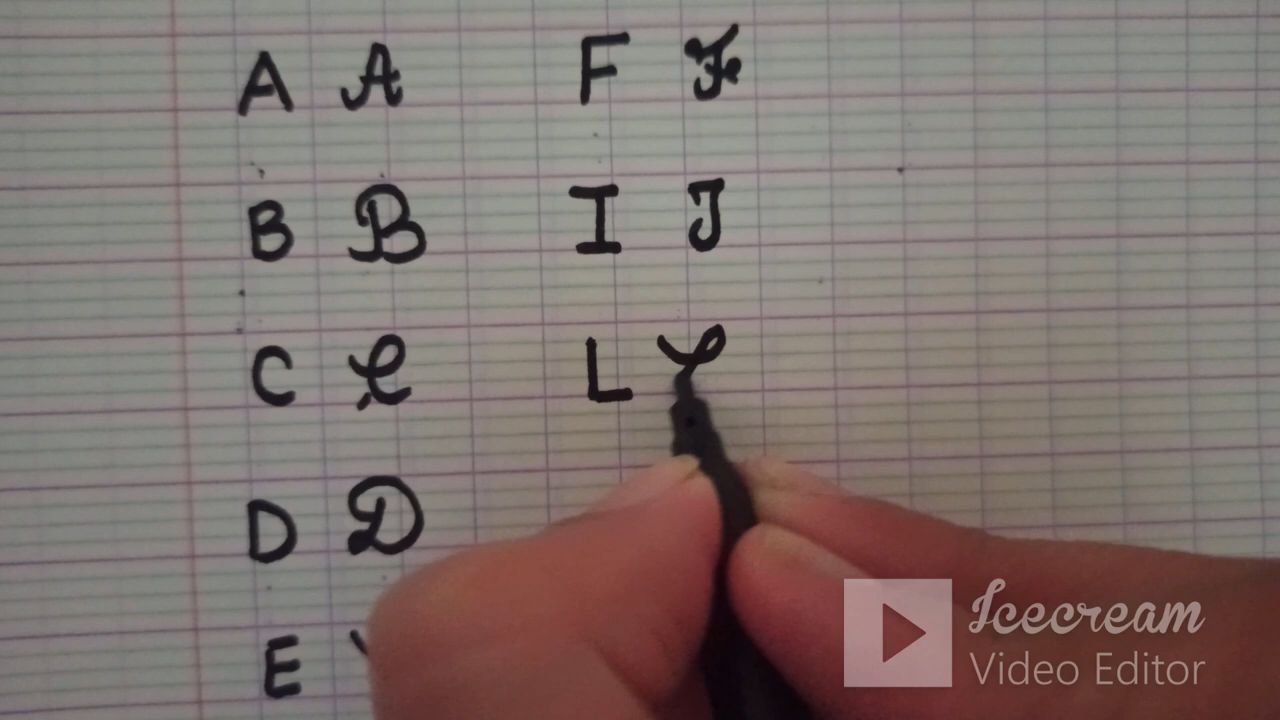 A A F F
B B I J
C C L
D D
E
Icecream
Video Editor